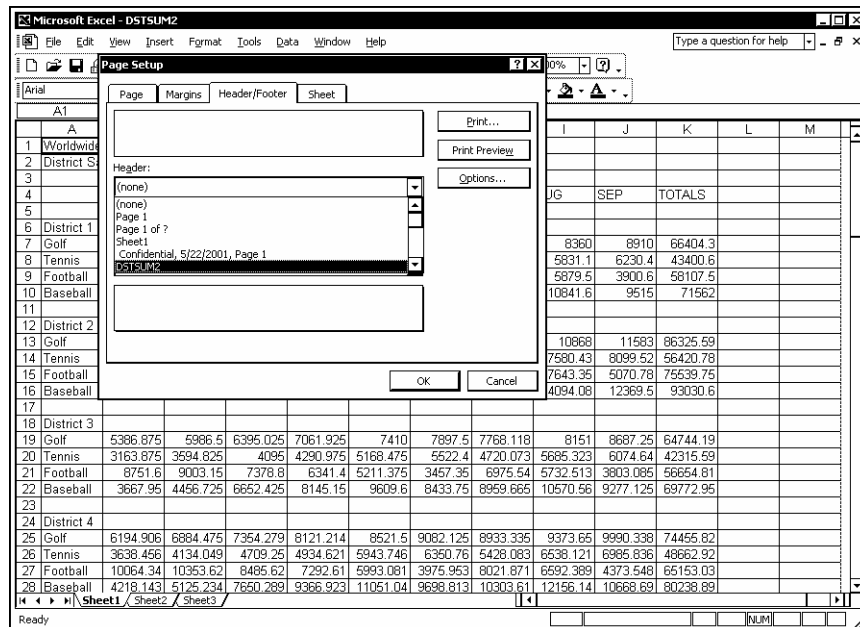 Microsoft Excel - DSTSUM2
File Edit View Insert Format Tools Data Window Help Type a question for help
Page Setup
00%
Arial
Page Margins Header/Footer Sheet
A1
Print...
Print Preview
Options...
Header:
(none)
(none)
Page 1
Page 1 of ?
Sheet1
Confidential, 5/22/2001, Page 1
DSTSUM2
OK Cancel
A I J K L M
1 Worldwide
2 District S
3
4 UG SEP TOTALS
5
6 District 1
7 Golf 8360 8910 66404.3
8 Tennis 5831.1 6230.4 43400.6
9 Football 5879.5 3900.6 58107.5
10 Baseball 10841.6 9515 71562
11
12 District 2
13 Golf 10868 11583 86325.59
14 Tennis 7580.43 8099.52 56420.78
15 Football 7643.35 5070.78 75539.75
16 Baseball 4094.08 12369.5 93030.6
17
18 District 3
19 Golf 5386.875 5986.5 6395.025 7061.925 7410 7897.5 7768.118 8151 8687.25 64744.19
20 Tennis 3163.875 3594.825 4095 4290.975 5168.475 5522.4 4720.073 5685.323 6074.64 42315.59
21 Football 8751.6 9003.15 7378.8 6341.4 5211.375 3457.35 6975.54 5732.513 3803.085 56654.81
22 Baseball 3667.95 4456.725 6652.425 8145.15 9609.6 8433.75 8959.665 10570.56 9277.125 69772.95
23
24 District 4
25 Golf 6194.906 6884.475 7354.279 8121.214 8521.5 9082.125 8933.335 9373.65 9990.338 74455.82
26 Tennis 3638.456 4134.049 4709.25 4934.621 5943.746 6350.76 5428.083 6538.121 6985.836 48662.92
27 Football 10064.34 10353.62 8485.62 7292.61 5993.081 3975.953 8021.871 6592.389 4373.548 65153.03
28 Baseball 4218.143 5125.234 7650.289 9366.923 11051.04 9698.813 10303.61 12156.14 10668.69 80238.89
Sheet1 Sheet2 Sheet3
Ready NUM